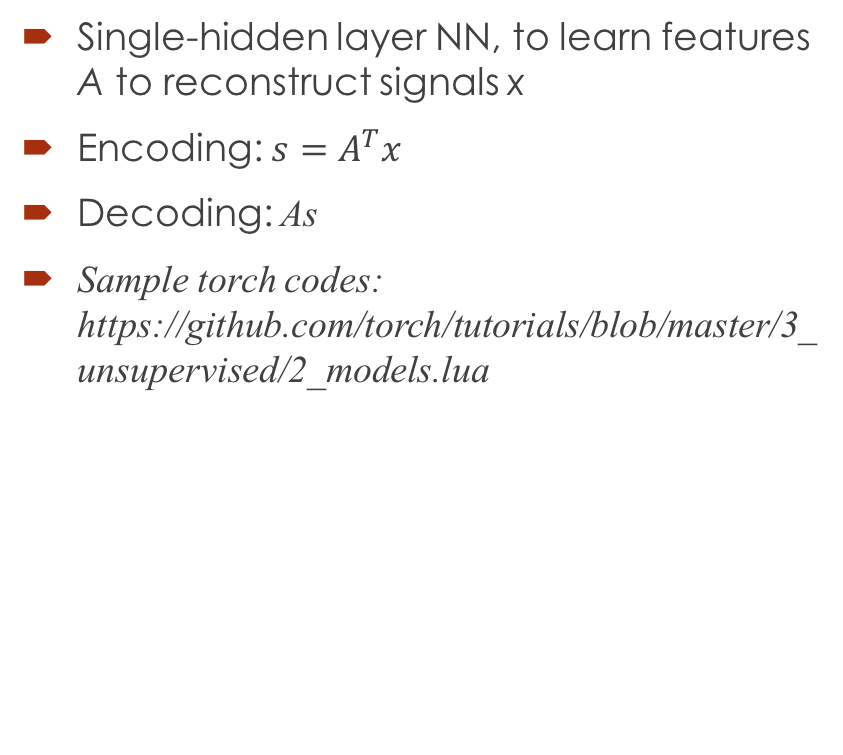 Single-hidden layer NN, to learn features
A to reconstruct signals x
Encoding: s = Aᵀx
Decoding: As
Sample torch codes:
https://github.com/torch/tutorials/blob/master/3_
unsupervised/2_models.lua